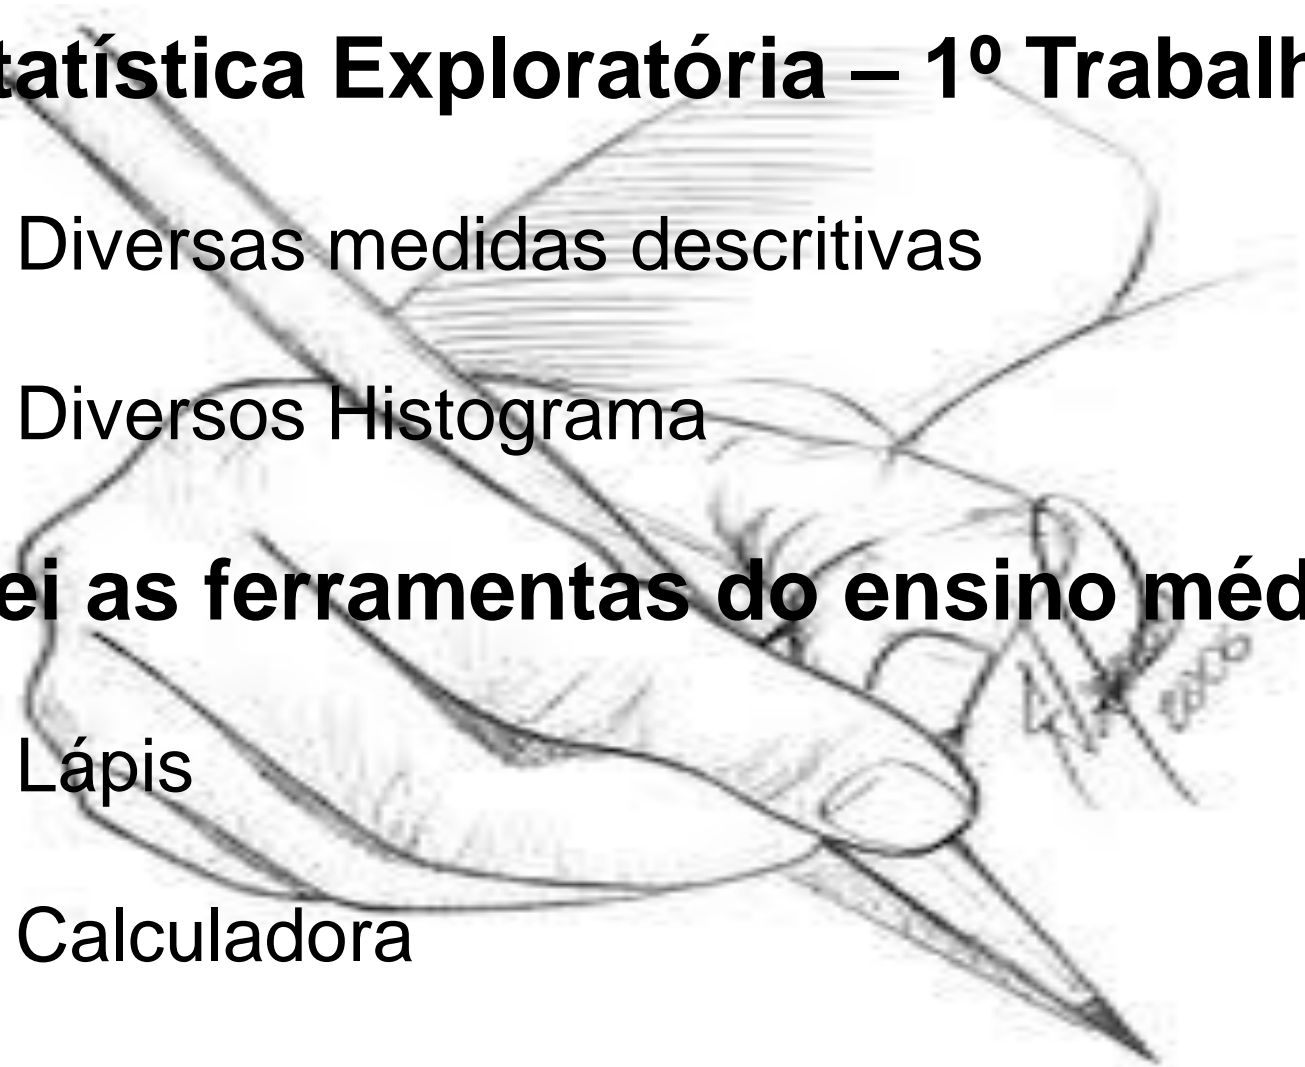 tatística Exploratória – 1º Trabalh
Diversas medidas descritivas
Diversos Histograma
ei as ferramentas do ensino méd
Lápis
Calculadora